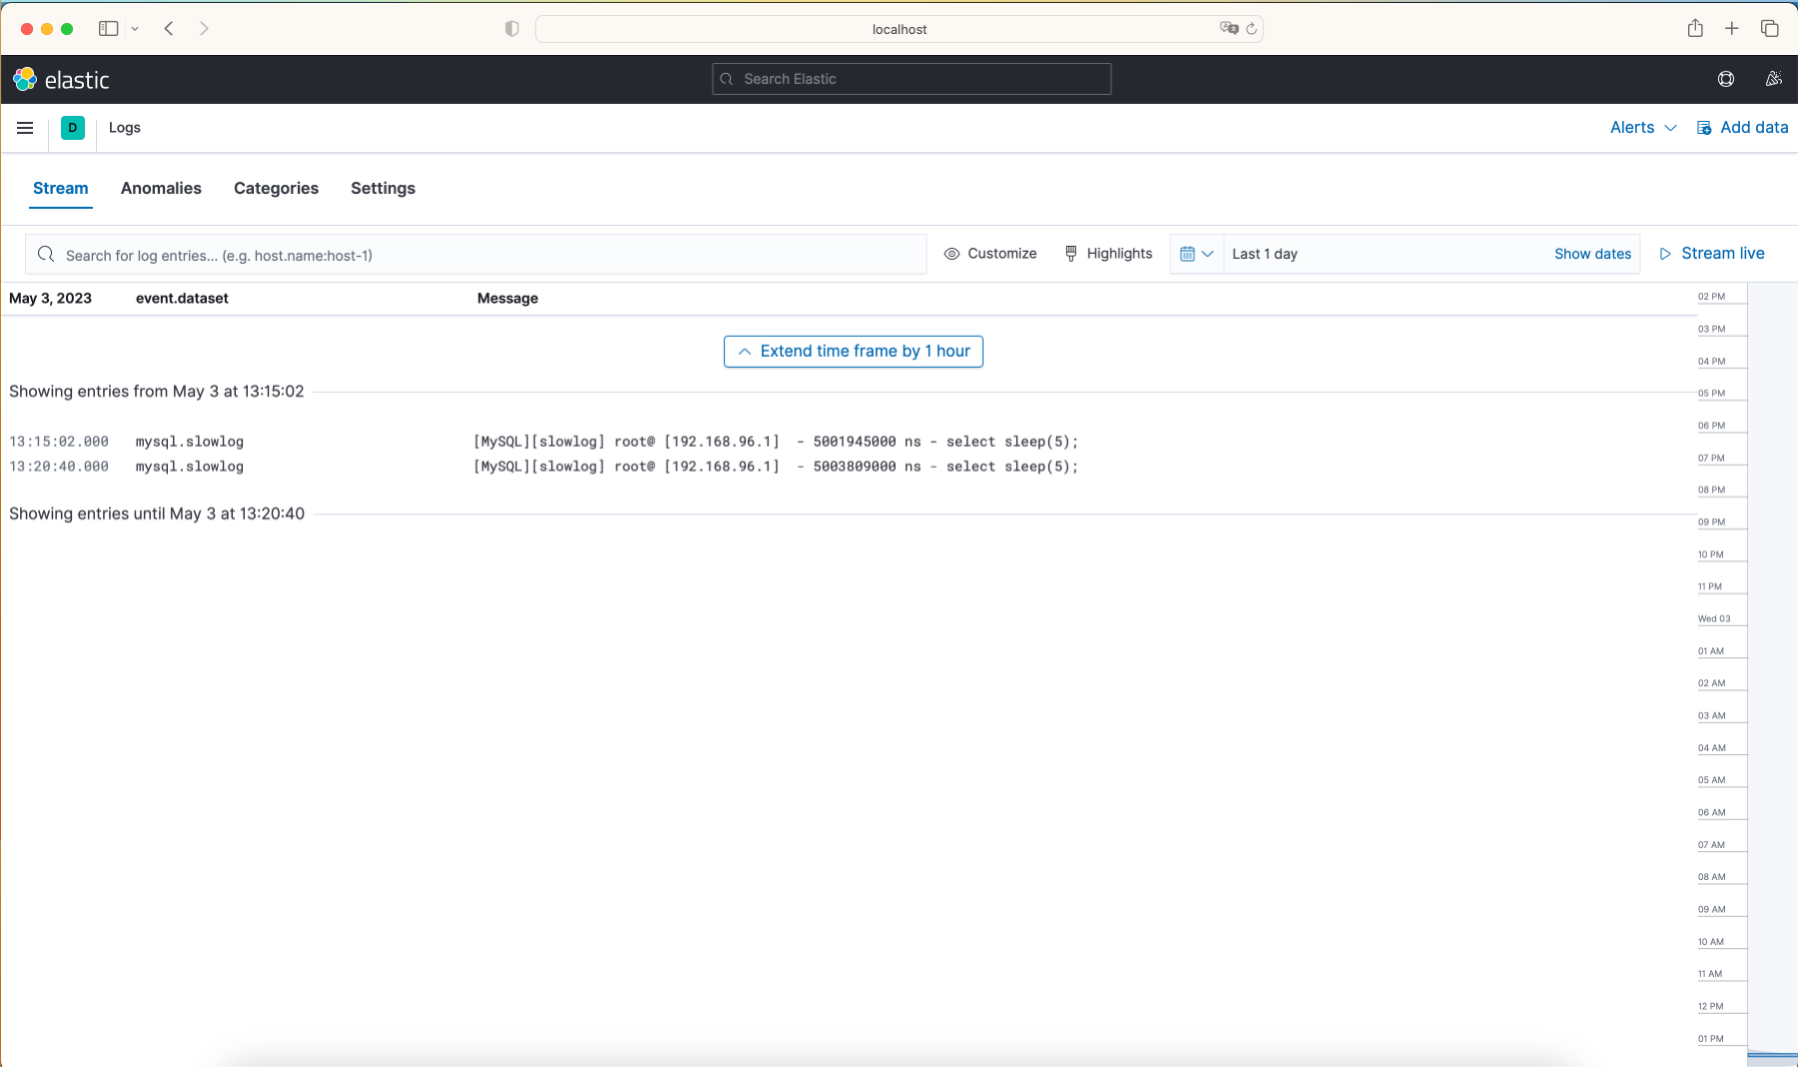 localhost
elastic
Search Elastic
D Logs Alerts Add data
Stream Anomalies Categories Settings
Search for log entries... (e.g. host.name:host-1) Customize Highlights Last 1 day Show dates Stream live
May 3, 2023 event.dataset Message
Extend time frame by 1 hour
Showing entries from May 3 at 13:15:02
13:15:02.000 mysql.slowlog [MySQL][slowlog] root@ [192.168.96.1]  - 5001945000 ns - select sleep(5);
13:20:40.000 mysql.slowlog [MySQL][slowlog] root@ [192.168.96.1]  - 5003809000 ns - select sleep(5);
Showing entries until May 3 at 13:20:40
02 PM
03 PM
04 PM
05 PM
06 PM
07 PM
08 PM
09 PM
10 PM
11 PM
Wed 03
01 AM
02 AM
03 AM
04 AM
05 AM
06 AM
07 AM
08 AM
09 AM
10 AM
11 AM
12 PM
01 PM